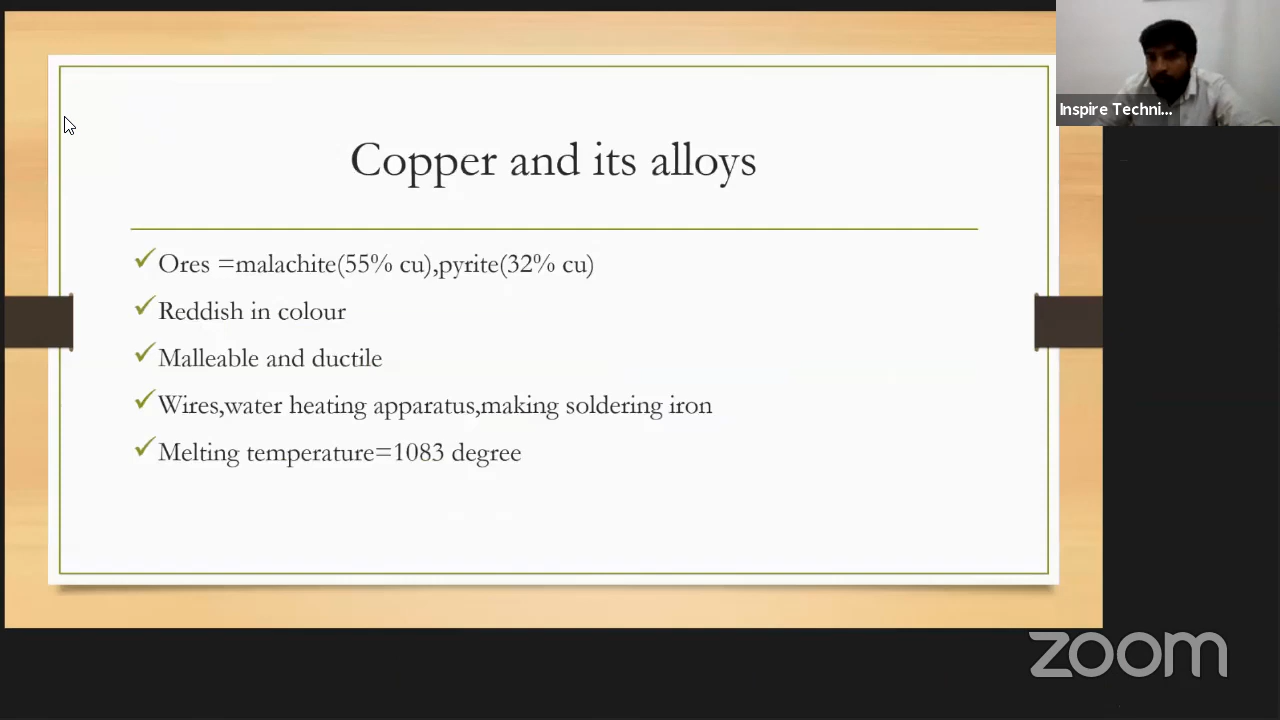 Inspire Techni...
Copper and its alloys
Ores =malachite(55% cu),pyrite(32% cu)
Reddish in colour
Malleable and ductile
Wires,water heating apparatus,making soldering iron
Melting temperature=1083 degree
zoom